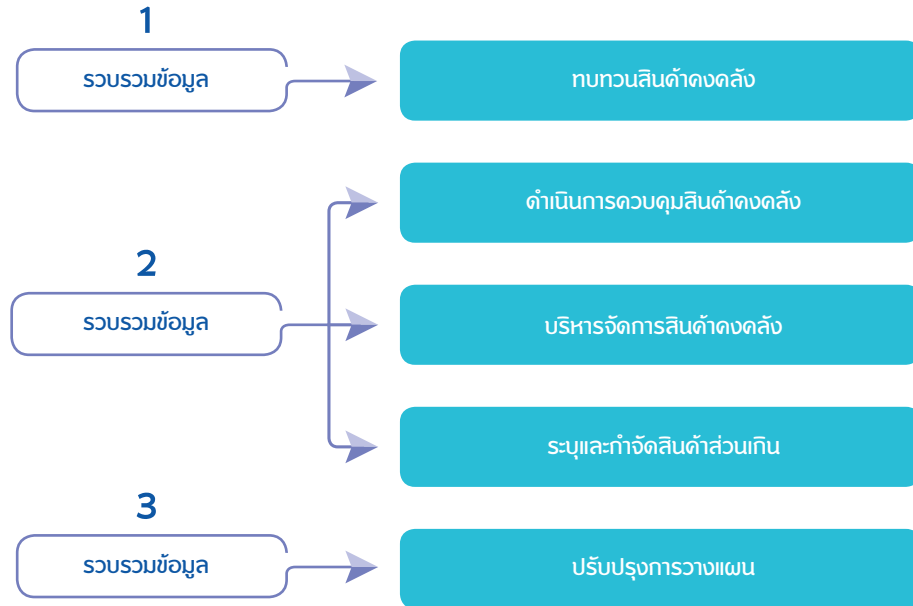 1
รวบรวมข้อมูล
ทบทวนสินค้าคงคลัง
ดำเนินการควบคุมสินค้าคงคลัง
2
รวบรวมข้อมูล
บริหารจัดการสินค้าคงคลัง
ระบุและกำจัดสินค้าส่วนเกิน
3
รวบรวมข้อมูล
ปรับปรุงการวางแผน